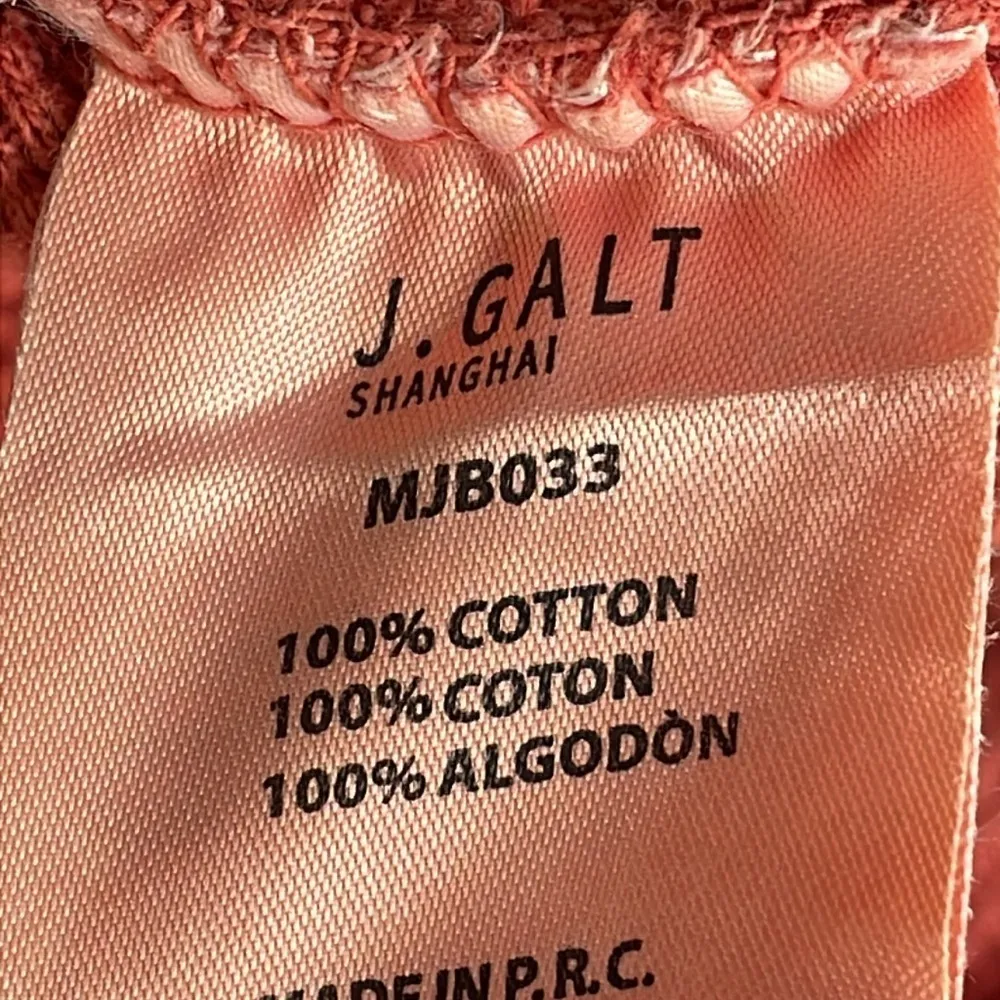 J. GALT
SHANGHAI
MJB033
100% COTTON
100% COTON
100% ALGODÒN
MADE IN P.R.C.